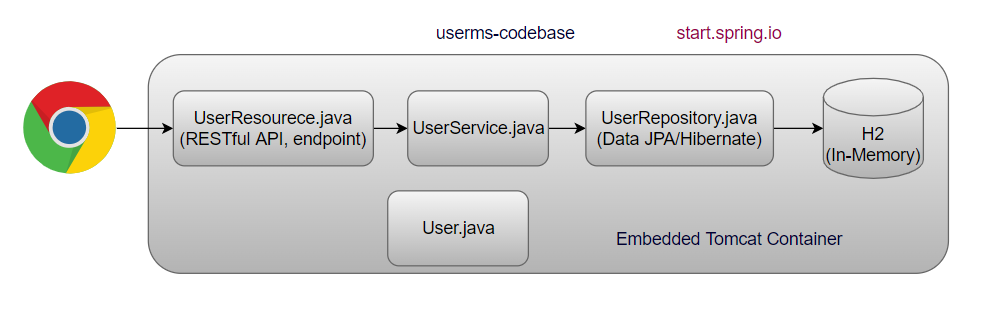 userms-codebase
start.spring.io
UserResourece.java
(RESTful API, endpoint)
UserService.java
UserRepository.java
(Data JPA/Hibernate)
H2
(In-Memory)
User.java
Embedded Tomcat Container